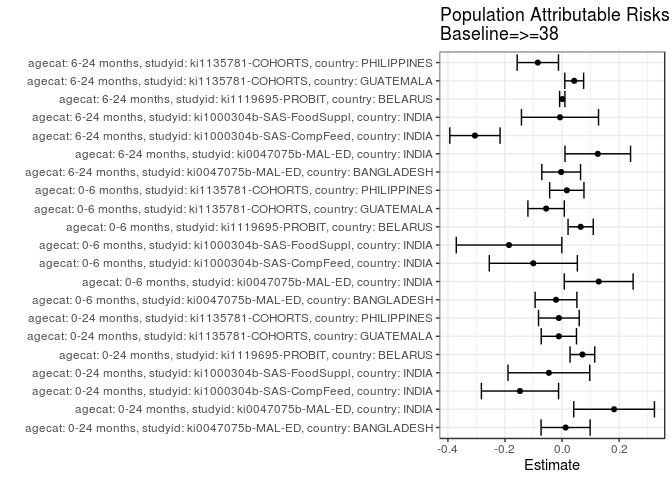 Population Attributable Risks
Baseline=>=38
agecat: 6-24 months, studyid: ki1135781-COHORTS, country: PHILIPPINES
agecat: 6-24 months, studyid: ki1135781-COHORTS, country: GUATEMALA
agecat: 6-24 months, studyid: ki1119695-PROBIT, country: BELARUS
agecat: 6-24 months, studyid: ki1000304b-SAS-FoodSuppl, country: INDIA
agecat: 6-24 months, studyid: ki1000304b-SAS-CompFeed, country: INDIA
agecat: 6-24 months, studyid: ki0047075b-MAL-ED, country: INDIA
agecat: 6-24 months, studyid: ki0047075b-MAL-ED, country: BANGLADESH
agecat: 0-6 months, studyid: ki1135781-COHORTS, country: PHILIPPINES
agecat: 0-6 months, studyid: ki1135781-COHORTS, country: GUATEMALA
agecat: 0-6 months, studyid: ki1119695-PROBIT, country: BELARUS
agecat: 0-6 months, studyid: ki1000304b-SAS-FoodSuppl, country: INDIA
agecat: 0-6 months, studyid: ki1000304b-SAS-CompFeed, country: INDIA
agecat: 0-6 months, studyid: ki0047075b-MAL-ED, country: INDIA
agecat: 0-6 months, studyid: ki0047075b-MAL-ED, country: BANGLADESH
agecat: 0-24 months, studyid: ki1135781-COHORTS, country: PHILIPPINES
agecat: 0-24 months, studyid: ki1135781-COHORTS, country: GUATEMALA
agecat: 0-24 months, studyid: ki1119695-PROBIT, country: BELARUS
agecat: 0-24 months, studyid: ki1000304b-SAS-FoodSuppl, country: INDIA
agecat: 0-24 months, studyid: ki1000304b-SAS-CompFeed, country: INDIA
agecat: 0-24 months, studyid: ki0047075b-MAL-ED, country: INDIA
agecat: 0-24 months, studyid: ki0047075b-MAL-ED, country: BANGLADESH
-0.4 -0.2 0.0 0.2
Estimate